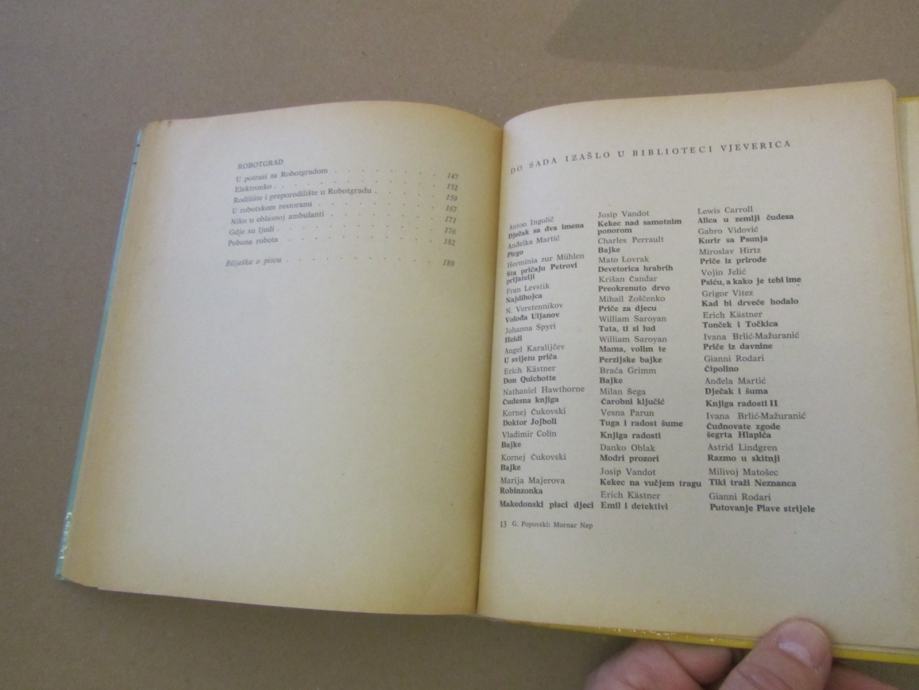 ROBOTGRAD
U potrazi za Robotgradom 147
Elektronko 152
Rodilište i preporodilište u Robotgradu 159
U robotskom restoranu 167
Niko u oblasnoj ambulanti 171
Gdje su ljudi 176
Pobuna robota 182
Bilješka o piscu 189
DO SADA IZAŠLO U BIBLIOTECI VJEVERICA
Anton Ingolič
Dječak sa dva imena
Anđelka Martić
Pirgo
Herminia zur Mühlen
Šta pričaju Petrovi
prijatelji
Fran Levstik
Najdihojca
N. Veretennikov
Volođa Uljanov
Johanna Spyri
Heidi
Angel Karalijčev
U svijetu priča
Erich Kästner
Don Quichotte
Nathaniel Hawthorne
Čudesna knjiga
Kornej Čukovski
Doktor Jojboli
Vladimir Colin
Bajke
Kornej Čukovski
Bajke
Marija Majerova
Robinzonka
Makedonski pisci djeci
Josip Vandot
Kekec nad samotnim
ponorom
Charles Perrault
Bajke
Mato Lovrak
Devetorica hrabrih
Krišan Čandar
Preokrenuto drvo
Mihail Zoščenko
Priče za djecu
William Saroyan
Tata, ti si lud
William Saroyan
Mama, volim te
Perzijske bajke
Braća Grimm
Bajke
Milan Šega
Čarobni ključić
Vesna Parun
Tuga i radost šume
Knjiga radosti
Danko Oblak
Modri prozori
Josip Vandot
Kekec na vučjem tragu
Erich Kästner
Emil i detektivi
Lewis Carroll
Alica u zemlji čudesa
Gabro Vidović
Kurir sa Psunja
Miroslav Hirtz
Priče iz prirode
Vojin Jelić
Psiću, a kako je tebi ime
Grigor Vitez
Kad bi drveće hodalo
Erich Kästner
Tonček i Točkica
Ivana Brlić-Mažuranić
Priče iz davnine
Gianni Rodari
Čipolino
Anđela Martić
Dječak i šuma
Knjiga radosti II
Ivana Brlić-Mažuranić
Čudnovate zgode
šegrta Hlapića
Astrid Lindgren
Razmo u skitnji
Milivoj Matošec
Tiki traži Neznanca
Gianni Rodari
Putovanje Plave strijele
13 G. Popovski: Mornar Nep